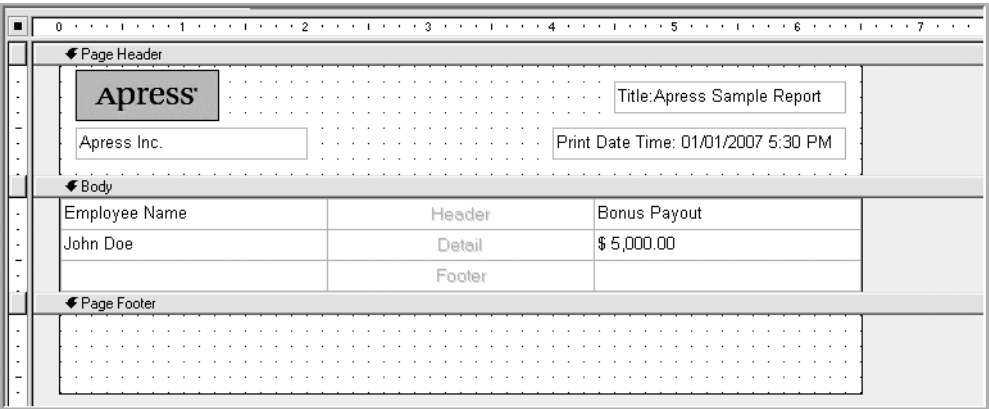 0 1 2 3 4 5 6 7
Page Header
Apress
Title:Apress Sample Report
Apress Inc.
Print Date Time: 01/01/2007 5:30 PM
Body
Employee Name Header Bonus Payout
John Doe Detail $ 5,000.00
Footer
Page Footer